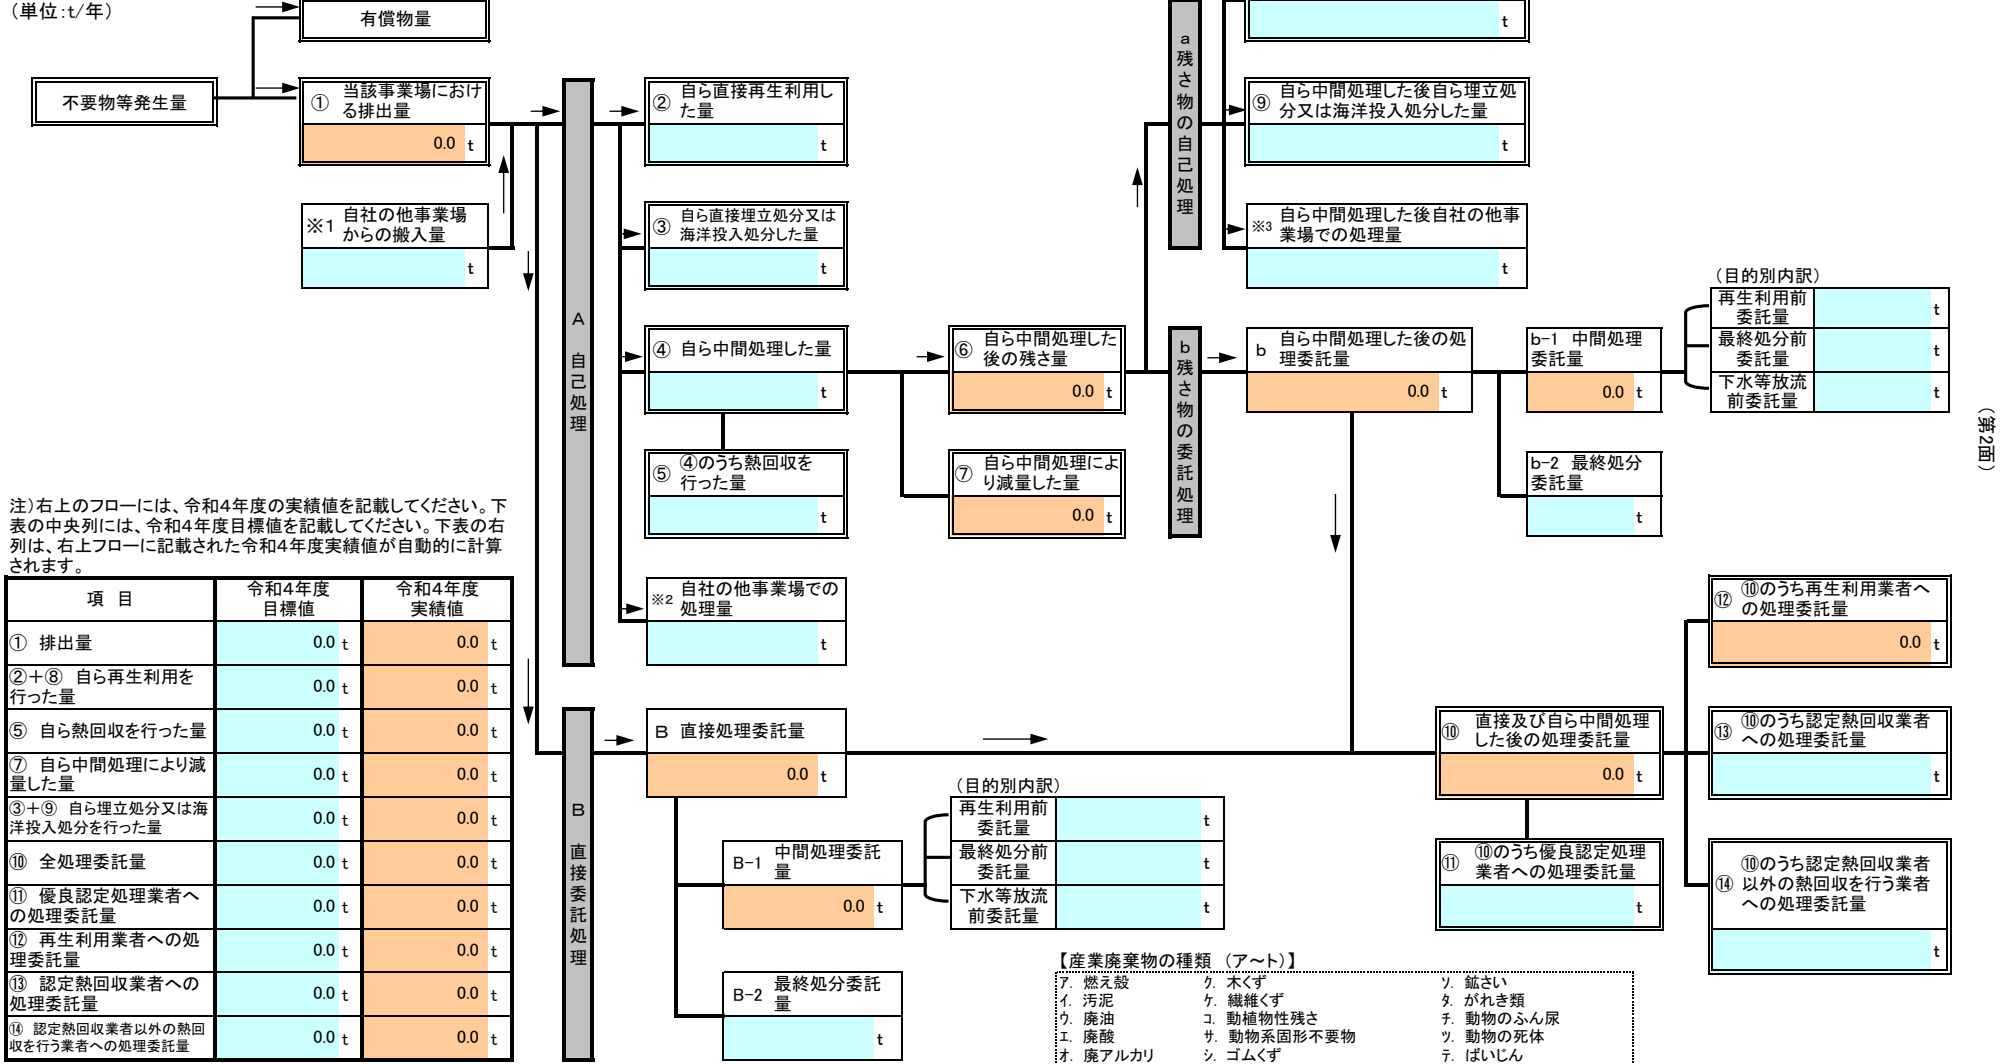 (単位:t/年)
有償物量
不要物等発生量
① 当該事業場におけ
る排出量
0.0 t
※1 自社の他事業場
からの搬入量
t
A 自己処理
② 自ら直接再生利用し
た量
t
③ 自ら直接埋立処分又は
海洋投入処分した量
t
④ 自ら中間処理した量
t
⑤ ④のうち熱回収を
行った量
t
※2 自社の他事業場での
処理量
t
⑥ 自ら中間処理した
後の残さ量
0.0 t
⑦ 自ら中間処理によ
り減量した量
0.0 t
a 残さ物の自己処理
t
⑨ 自ら中間処理した後自ら埋立処
分又は海洋投入処分した量
t
※3 自ら中間処理した後自社の他事
業場での処理量
t
b 残さ物の委託処理
b 自ら中間処理した後の処
理委託量
0.0 t
b-1 中間処理
委託量
0.0 t
b-2 最終処分
委託量
t
(目的別内訳)
再生利用前
委託量
t
最終処分前
委託量
t
下水等放流
前委託量
t
(第2面)
注)右上のフローには、令和4年度の実績値を記載してください。下
表の中央列には、令和4年度目標値を記載してください。下表の右
列は、右上フローに記載された令和4年度実績値が自動的に計算
されます。
項 目 令和4年度 目標値 令和4年度 実績値
① 排出量 0.0 t 0.0 t
②+⑧ 自ら再生利用を
行った量 0.0 t 0.0 t
⑤ 自ら熱回収を行った量 0.0 t 0.0 t
⑦ 自ら中間処理により減
量した量 0.0 t 0.0 t
③+⑨ 自ら埋立処分又は海
洋投入処分を行った量 0.0 t 0.0 t
⑩ 全処理委託量 0.0 t 0.0 t
⑪ 優良認定処理業者へ
の処理委託量 0.0 t 0.0 t
⑫ 再生利用業者への処
理委託量 0.0 t 0.0 t
⑬ 認定熱回収業者への
処理委託量 0.0 t 0.0 t
⑭ 認定熱回収業者以外の熱回
収を行う業者への処理委託量 0.0 t 0.0 t
B 直接委託処理
B 直接処理委託量
0.0 t
B-1 中間処理委託
量
0.0 t
B-2 最終処分委託
量
t
(目的別内訳)
再生利用前
委託量
t
最終処分前
委託量
t
下水等放流
前委託量
t
⑩ 直接及び自ら中間処理
した後の処理委託量
0.0 t
⑪ ⑩のうち優良認定処理
業者への処理委託量
t
⑫ ⑩のうち再生利用業者へ
の処理委託量
0.0 t
⑬ ⑩のうち認定熱回収業者
への処理委託量
t
⑭ ⑩のうち認定熱回収業者
以外の熱回収を行う業者
への処理委託量
t
【産業廃棄物の種類 (ア~ト)】
ア. 燃え殻 ク. 木くず ソ. 鉱さい
イ. 汚泥 ケ. 繊維くず タ. がれき類
ウ. 廃油 コ. 動植物性残さ チ. 動物のふん尿
エ. 廃酸 サ. 動物系固形不要物 ツ. 動物の死体
オ. 廃アルカリ シ. ゴムくず テ. ばいじん